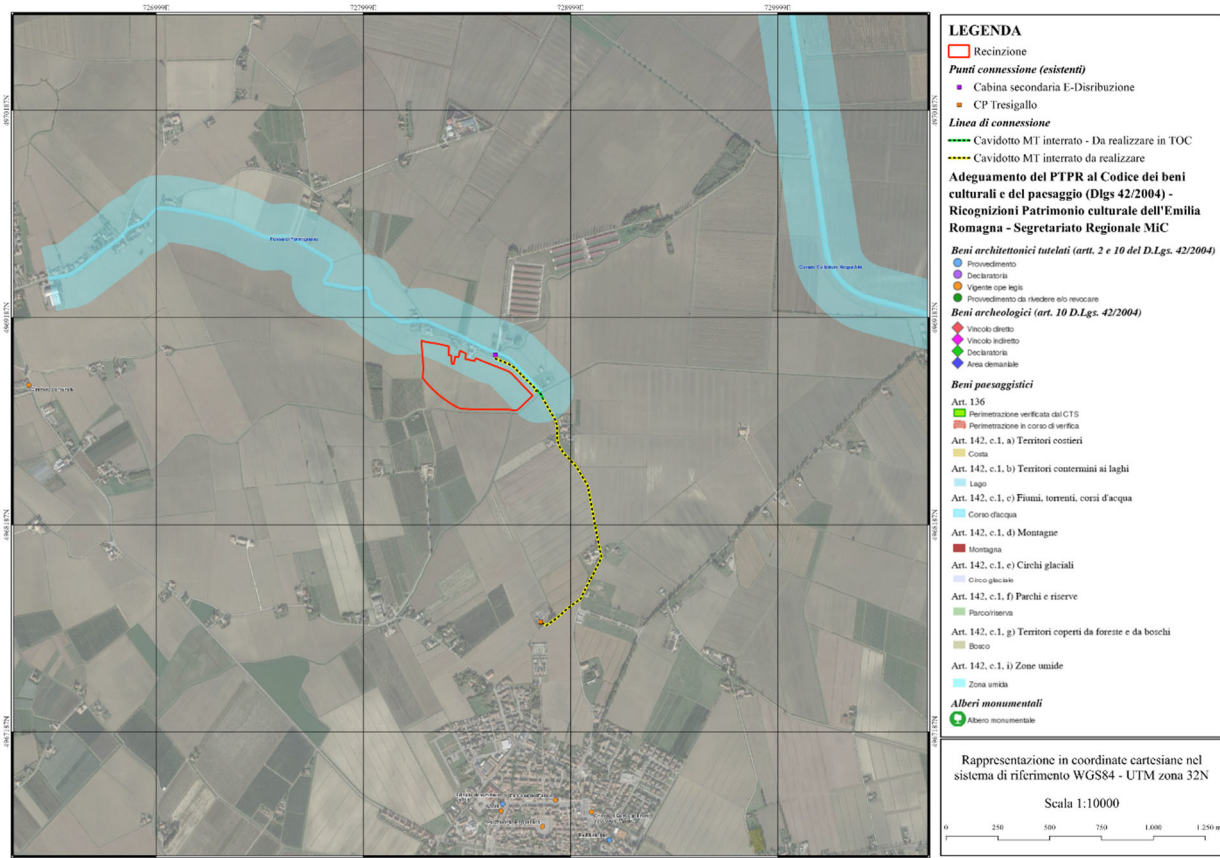 726999E
727999E
728999E
729999E
4970187N
4970187N
4969187N
4969187N
4968187N
4968187N
4967187N
4967187N
LEGENDA
Recinzione
Punti connessione (esistenti)
Cabina secondaria E-Disribuzione
CP Tresigallo
Linea di connessione
Cavidotto MT interrato - Da realizzare in TOC
Cavidotto MT interrato da realizzare
Adeguamento del PTPR al Codice dei beni
culturali e del paesaggio (Dlgs 42/2004) -
Ricognizioni Patrimonio culturale dell'Emilia
Romagna - Segretariato Regionale MiC
Beni architettonici tutelati (artt. 2 e 10 del D.Lgs. 42/2004)
Provvedimento
Declaratoria
Vigente ope legis
Provvedimento da rivedere e/o revocare
Beni archeologici (art. 10 D.Lgs. 42/2004)
Vincolo diretto
Vincolo indiretto
Declaratoria
Area demaniale
Beni paesaggistici
Art. 136
Perimetrazione verificata dal CTS
Perimetrazione in corso di verifica
Art. 142, c.1, a) Territori costieri
Costa
Art. 142, c.1, b) Territori contermini ai laghi
Lago
Art. 142, c.1, c) Fiumi, torrenti, corsi d'acqua
Corso d'acqua
Art. 142, c.1, d) Montagne
Montagna
Art. 142, c.1, e) Circhi glaciali
Circo glaciale
Art. 142, c.1, f) Parchi e riserve
Parco/riserva
Art. 142, c.1, g) Territori coperti da foreste e da boschi
Bosco
Art. 142, c.1, i) Zone umide
Zona umida
Alberi monumentali
Albero monumentale
Rappresentazione in coordinate cartesiane nel
sistema di riferimento WGS84 - UTM zona 32N
Scala 1:10000
0 250 500 750 1.000 1.250 m